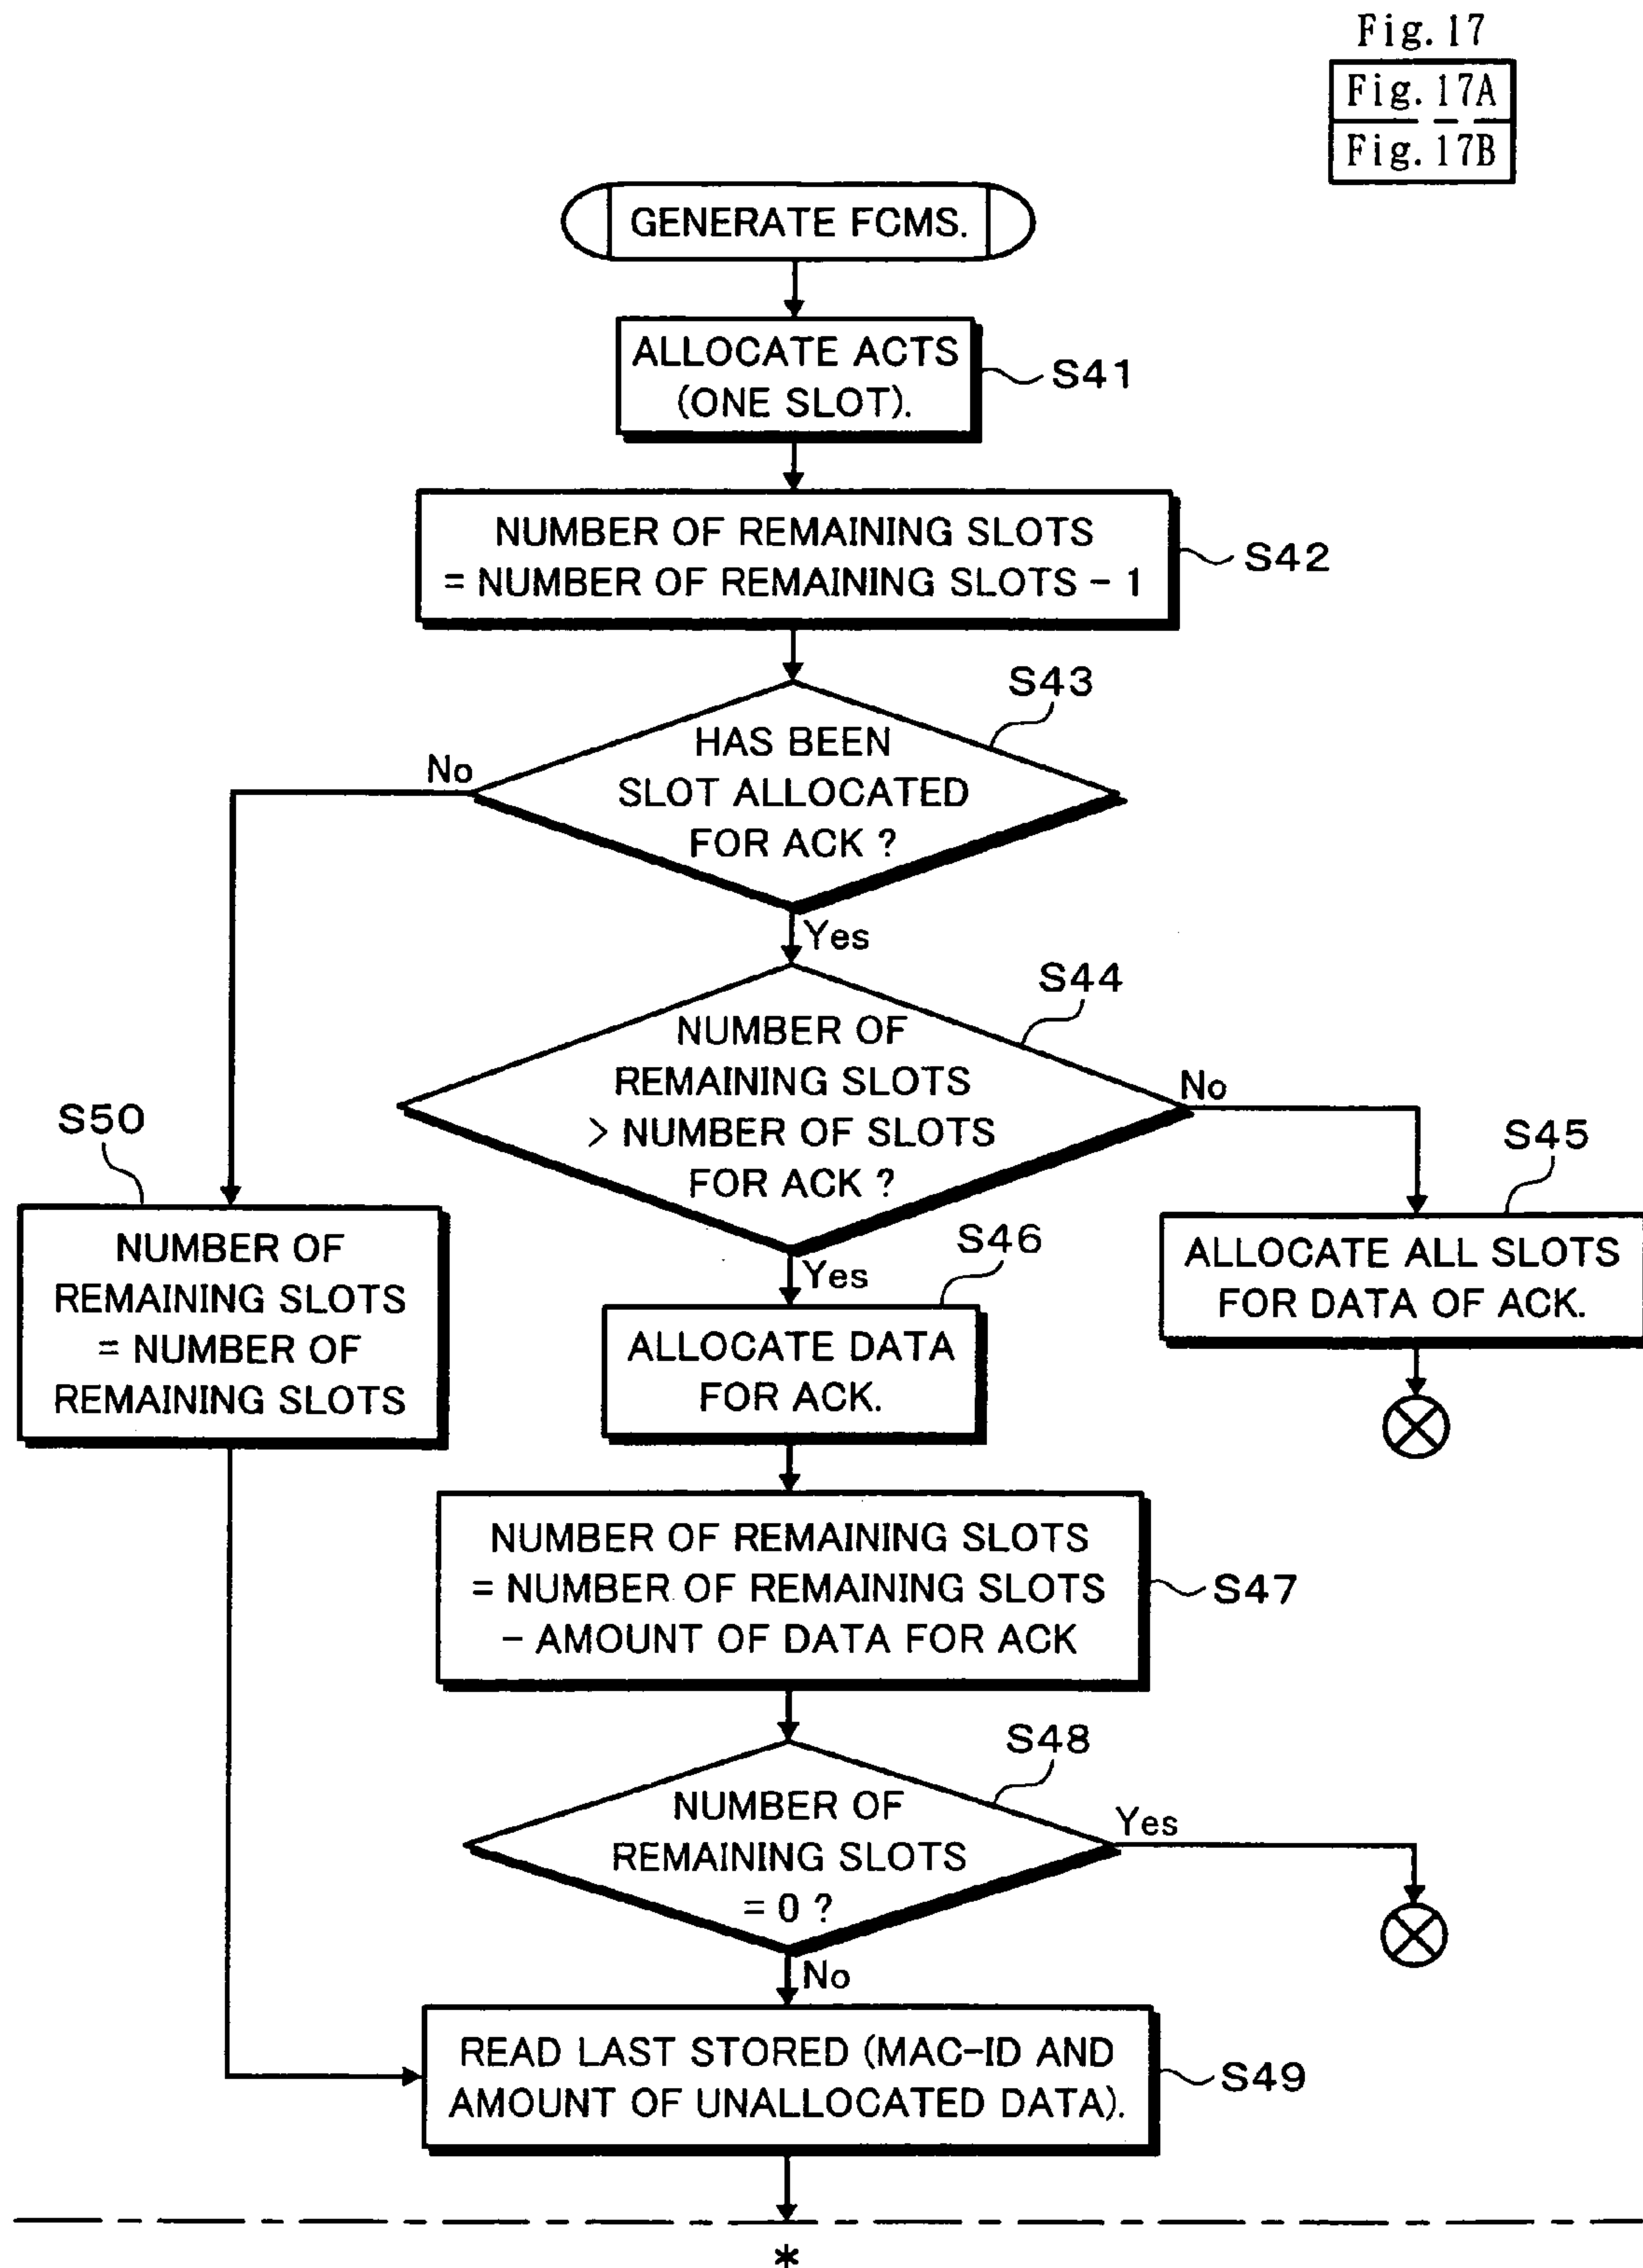 Fig. 17
Fig. 17A
Fig. 17B
GENERATE FCMS.
ALLOCATE ACTS
(ONE SLOT).
S41
NUMBER OF REMAINING SLOTS
= NUMBER OF REMAINING SLOTS - 1
S42
S43
HAS BEEN
SLOT ALLOCATED
FOR ACK ?
No
Yes
S44
NUMBER OF
REMAINING SLOTS
> NUMBER OF SLOTS
FOR ACK ?
No
Yes
S50
NUMBER OF
REMAINING SLOTS
= NUMBER OF
REMAINING SLOTS
S45
ALLOCATE ALL SLOTS
FOR DATA OF ACK.
S46
ALLOCATE DATA
FOR ACK.
NUMBER OF REMAINING SLOTS
= NUMBER OF REMAINING SLOTS
- AMOUNT OF DATA FOR ACK
S47
S48
NUMBER OF
REMAINING SLOTS
= 0 ?
Yes
No
READ LAST STORED (MAC-ID AND
AMOUNT OF UNALLOCATED DATA).
S49
*